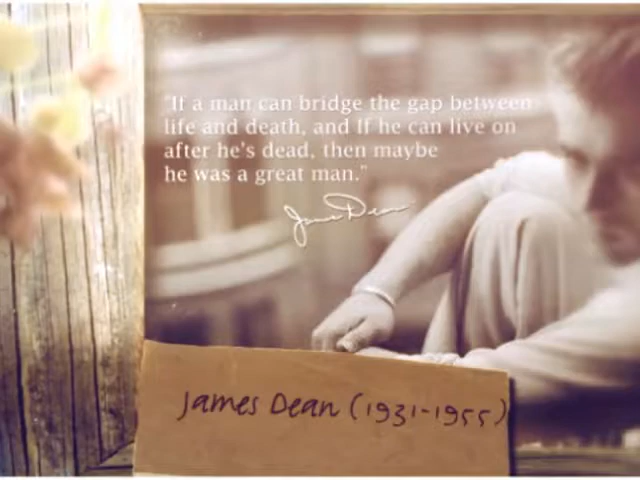 "If a man can bridge the gap between
life and death, and If he can live on
after he's dead, then maybe
he was a great man."
James Dean
James Dean (1931-1955)